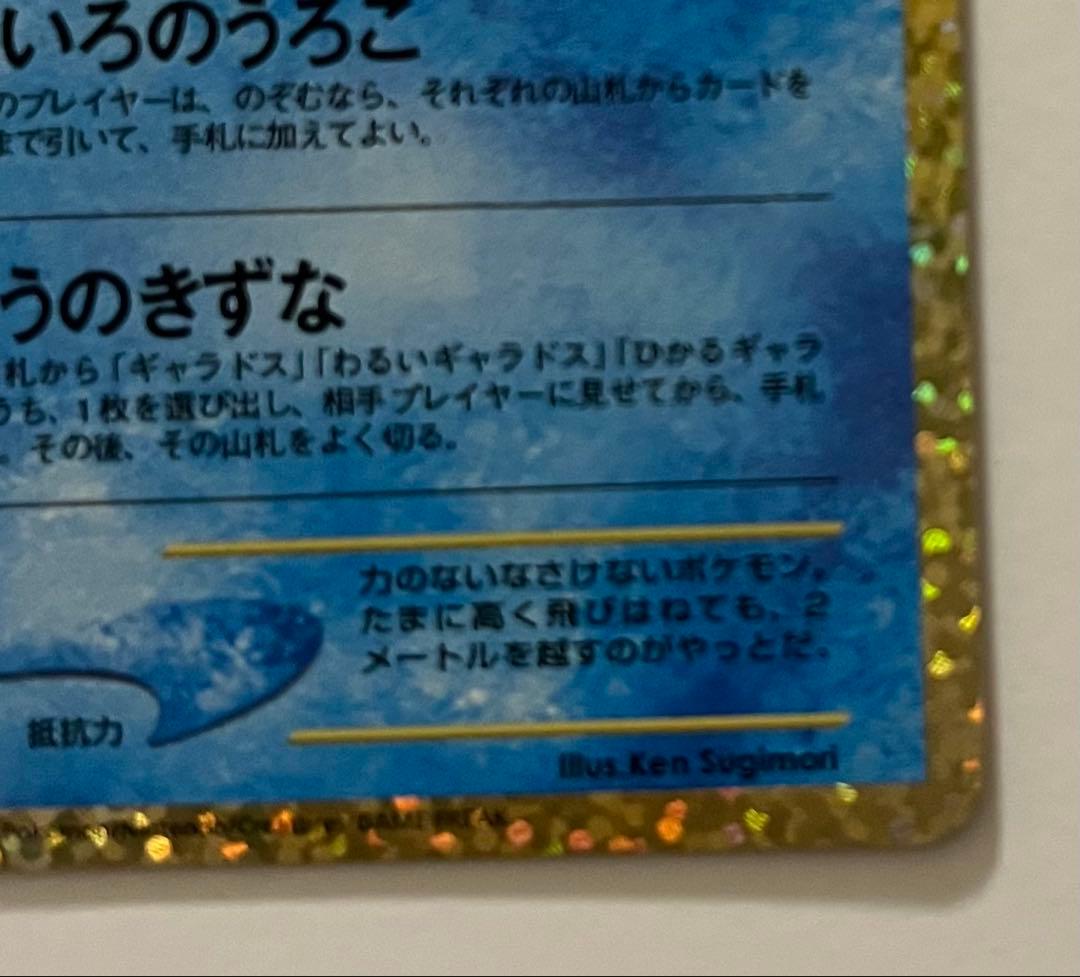 いろのうろこ
のプレイヤーは、のぞむなら、それぞれの山札からカードを
まで引いて、手札に加えてよい。
うのきずな
札から「ギャラドス」「わるいギャラドス」「ひかるギャラ
うち、1枚を選び出し、相手プレイヤーに見せてから、手札
。その後、その山札をよく切る。
力のないなさけないポケモン。
たまに高く飛びはねても、2
メートルを越すのがやっとだ。
抵抗力
Illus. Ken Sugimori
GAME FREAK